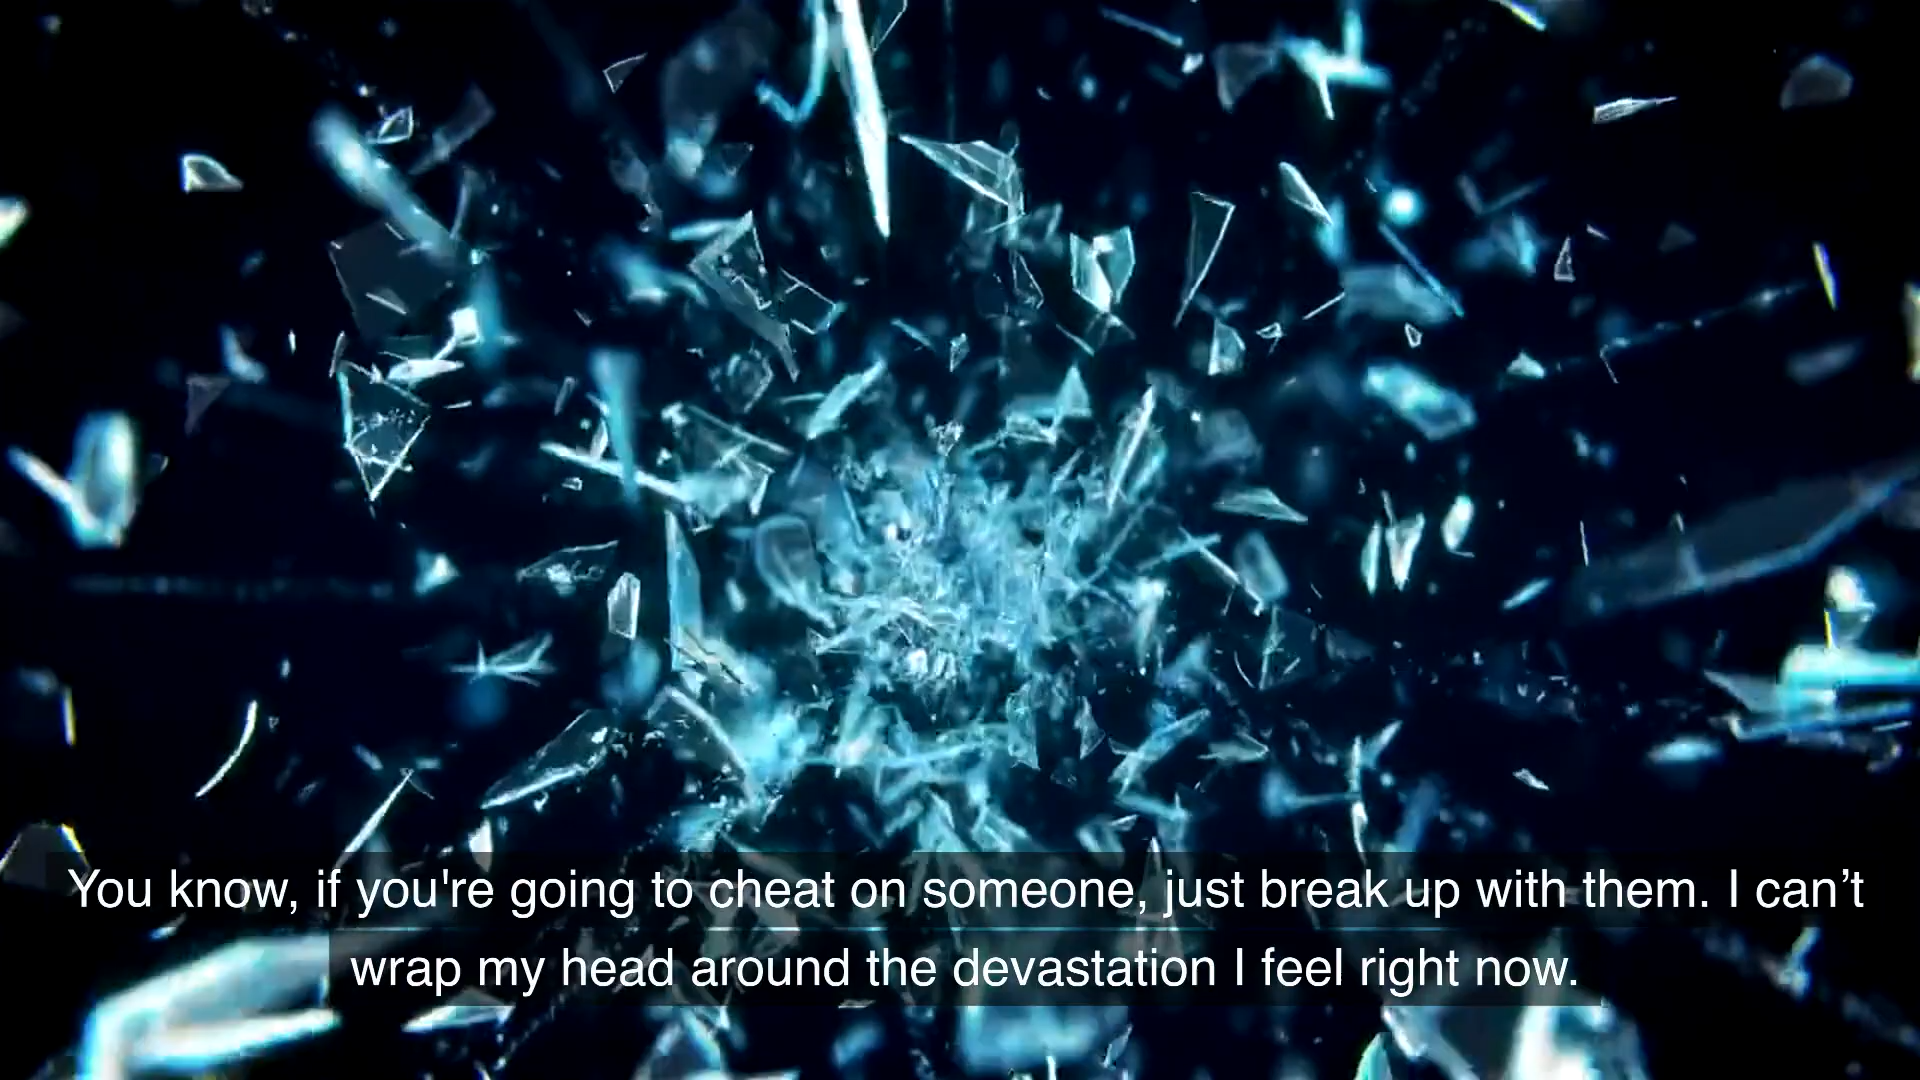 You know, if you're going to cheat on someone, just break up with them. I can’t
wrap my head around the devastation I feel right now.